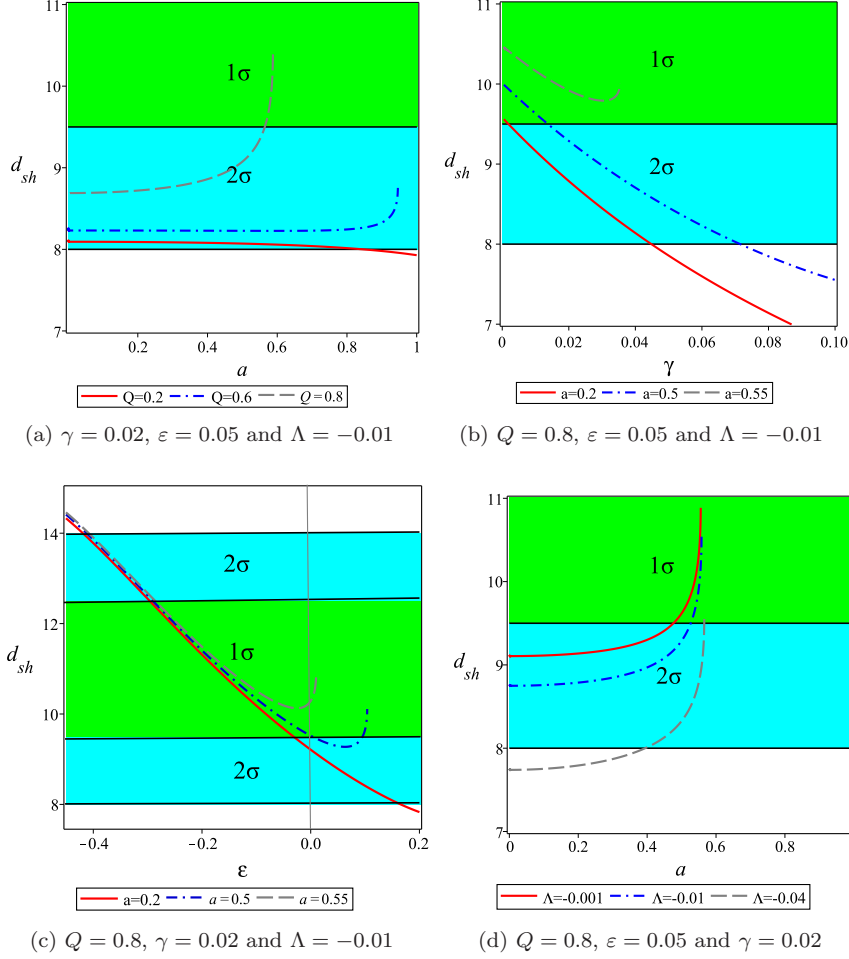 11
10
9
8
7
d_sh
1σ
2σ
0.2 0.4 0.6 0.8 1
a
Q=0.2 Q=0.6 Q=0.8
(a) γ = 0.02, ε = 0.05 and Λ = −0.01
11
10
9
8
7
d_sh
1σ
2σ
0 0.02 0.04 0.06 0.08 0.10
γ
a=0.2 a=0.5 a=0.55
(b) Q = 0.8, ε = 0.05 and Λ = −0.01
14
12
10
8
d_sh
2σ
1σ
2σ
−0.4 −0.2 0.0 0.2
ε
a=0.2 a=0.5 a=0.55
(c) Q = 0.8, γ = 0.02 and Λ = −0.01
11
10
9
8
7
d_sh
1σ
2σ
0 0.2 0.4 0.6 0.8
a
Λ=-0.001 Λ=-0.01 Λ=-0.04
(d) Q = 0.8, ε = 0.05 and γ = 0.02